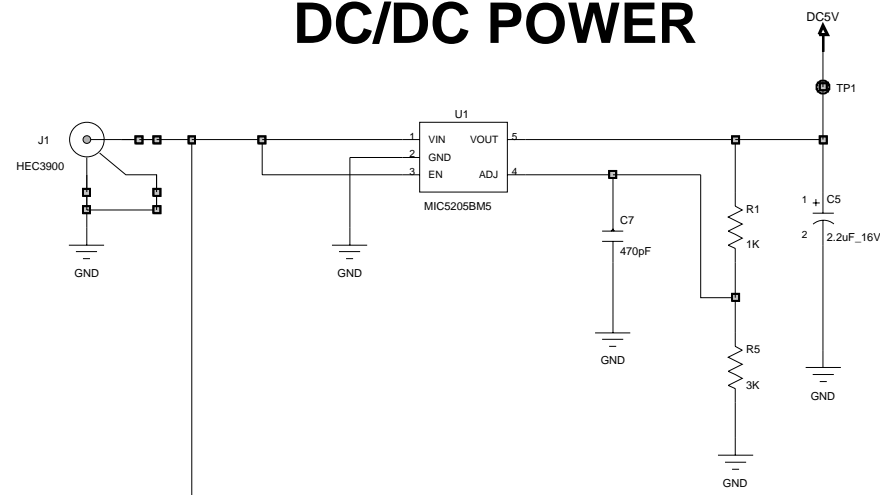 DC/DC POWER
DC5V
TP1
U1
J1
HEC3900
1 VIN VOUT 5
2 GND
3 EN ADJ 4
MIC5205BM5
C7
470pF
R1
1K
1 + C5
2 2.2uF_16V
GND
GND
GND
R5
3K
GND
GND